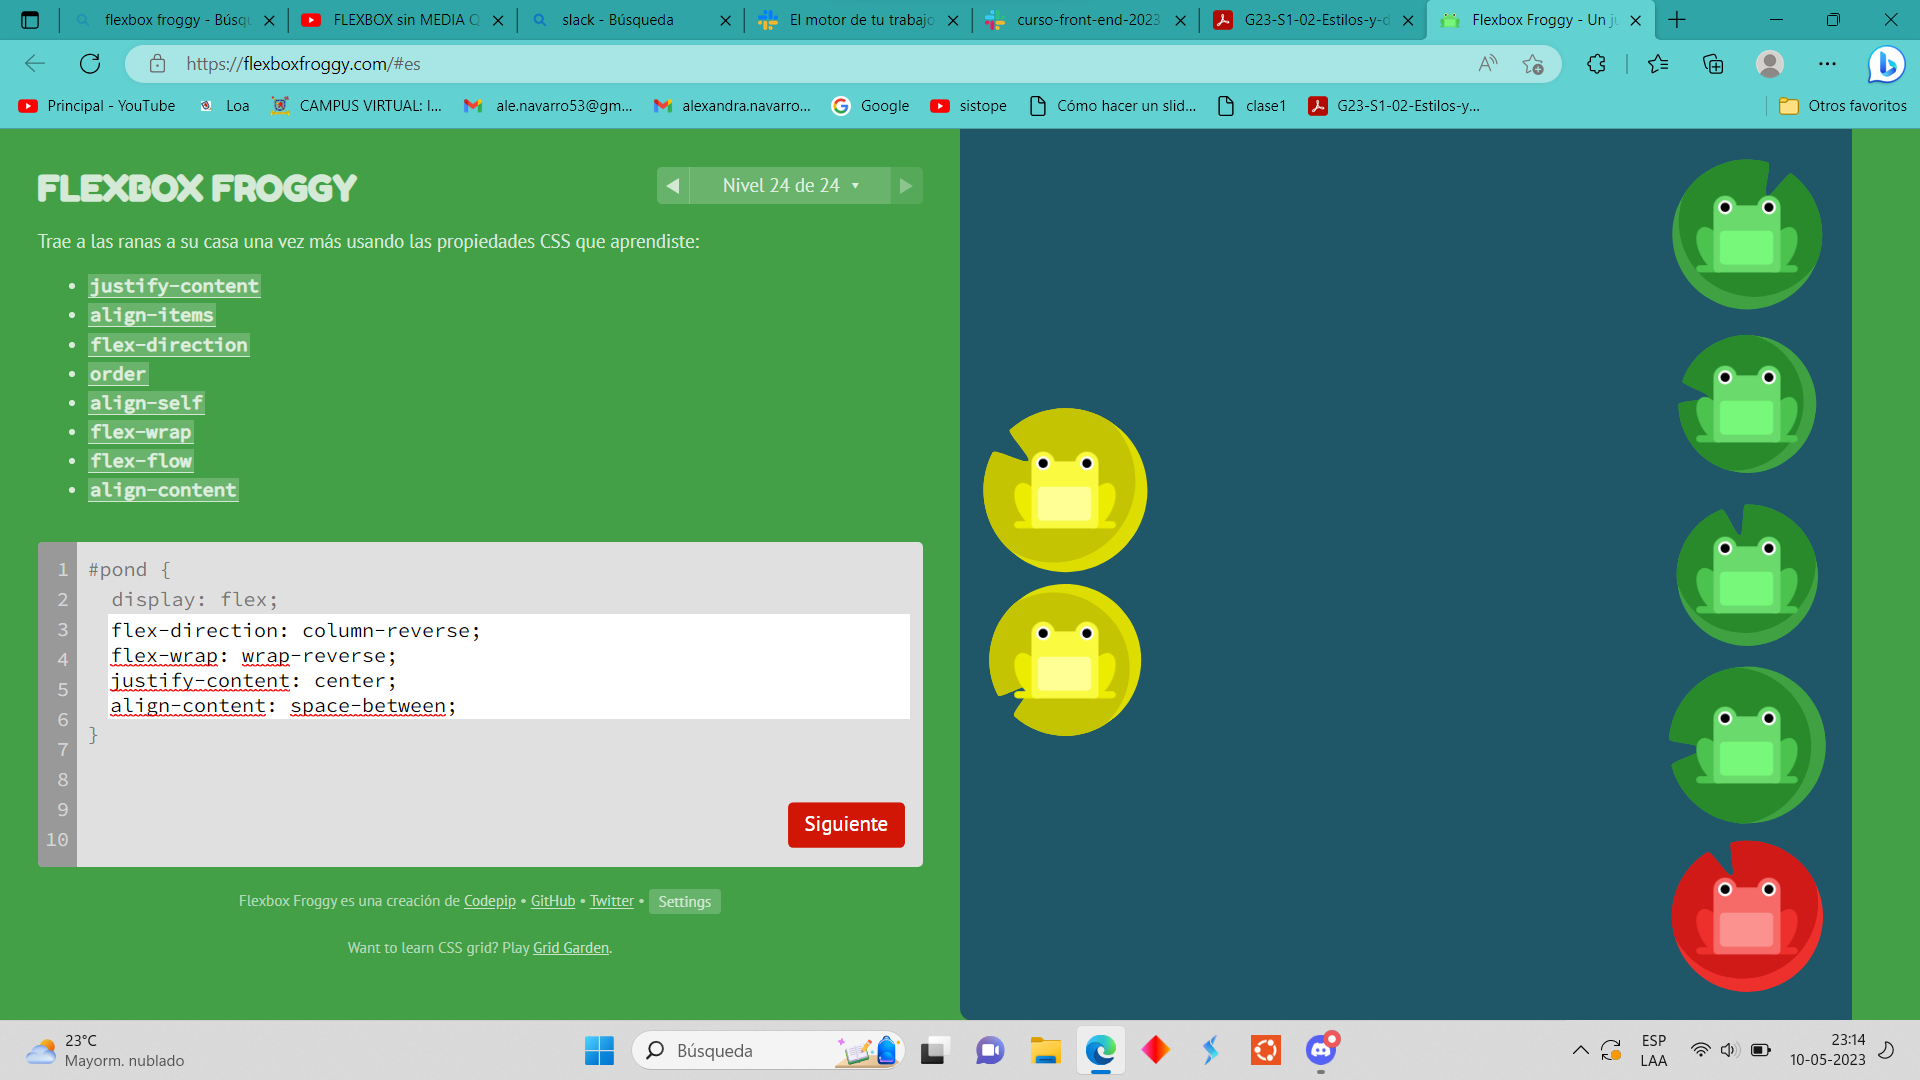 flexbox froggy - Búsqu
FLEXBOX sin MEDIA Q
slack - Búsqueda
El motor de tu trabajo
curso-front-end-2023
G23-S1-02-Estilos-y-d
Flexbox Froggy - Un ju
https://flexboxfroggy.com/#es
Principal - YouTube
Loa
CAMPUS VIRTUAL: I...
ale.navarro53@gm...
alexandra.navarro...
Google
sistope
Cómo hacer un slid...
clase1
G23-S1-02-Estilos-y...
Otros favoritos
FLEXBOX FROGGY
Nivel 24 de 24
Trae a las ranas a su casa una vez más usando las propiedades CSS que aprendiste:
• justify-content
• align-items
• flex-direction
• order
• align-self
• flex-wrap
• flex-flow
• align-content
1 #pond {
2 display: flex;
3 flex-direction: column-reverse;
4 flex-wrap: wrap-reverse;
5 justify-content: center;
6 align-content: space-between;
7 }
8
9
10
Siguiente
Flexbox Froggy es una creación de Codepip • GitHub • Twitter • Settings
Want to learn CSS grid? Play Grid Garden.
23°C
Mayorm. nublado
Búsqueda
ESP
LAA
23:14
10-05-2023